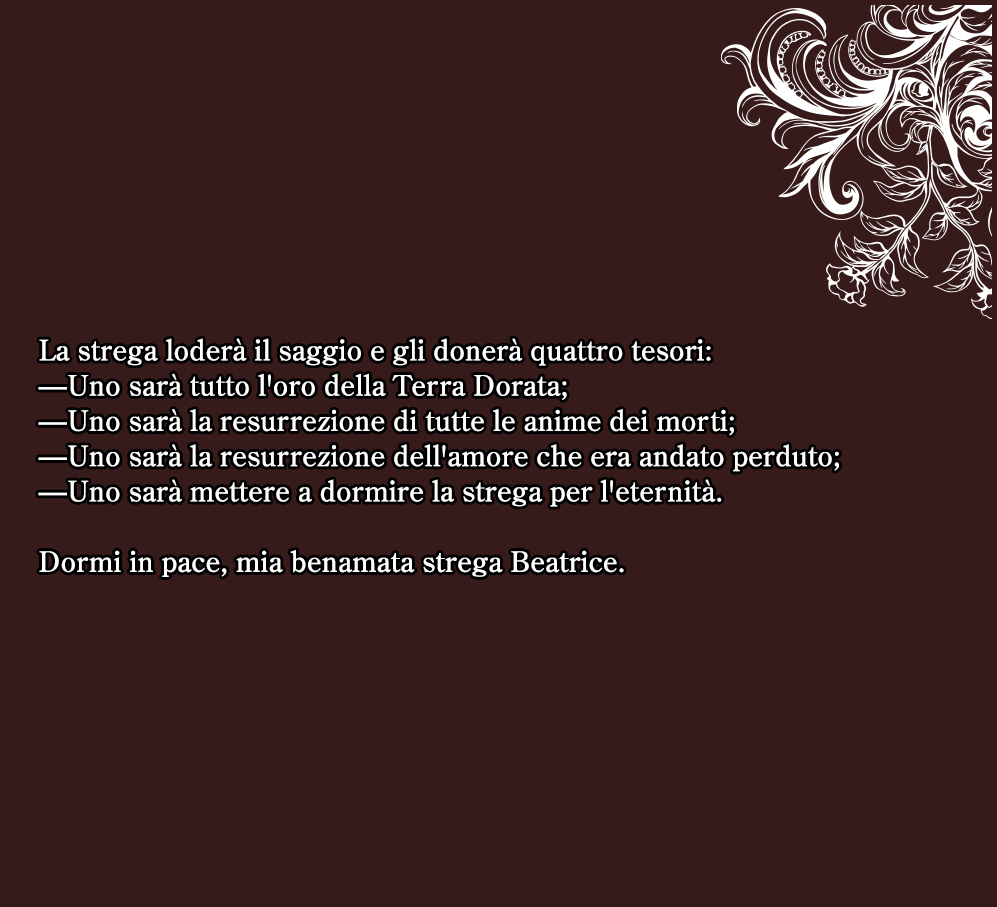 La strega loderà il saggio e gli donerà quattro tesori:
—Uno sarà tutto l'oro della Terra Dorata;
—Uno sarà la resurrezione di tutte le anime dei morti;
—Uno sarà la resurrezione dell'amore che era andato perduto;
—Uno sarà mettere a dormire la strega per l'eternità.
Dormi in pace, mia benamata strega Beatrice.